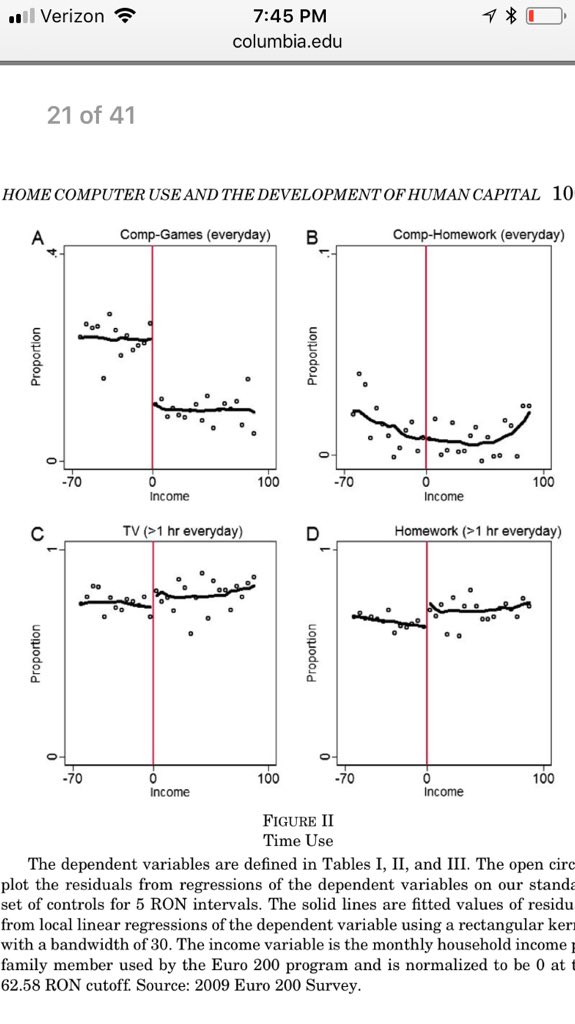 Verizon 7:45 PM
columbia.edu
21 of 41
HOME COMPUTER USE AND THE DEVELOPMENT OF HUMAN CAPITAL 10
A Comp-Games (everyday)
.4
Proportion
0
-70 0 100
Income
B Comp-Homework (everyday)
.1
Proportion
0
-70 0 100
Income
C TV (>1 hr everyday)
1
Proportion
0
-70 0 100
Income
D Homework (>1 hr everyday)
1
Proportion
0
-70 0 100
Income
FIGURE II
Time Use
The dependent variables are defined in Tables I, II, and III. The open circ
plot the residuals from regressions of the dependent variables on our standa
set of controls for 5 RON intervals. The solid lines are fitted values of residu
from local linear regressions of the dependent variable using a rectangular ker
with a bandwidth of 30. The income variable is the monthly household income p
family member used by the Euro 200 program and is normalized to be 0 at t
62.58 RON cutoff. Source: 2009 Euro 200 Survey.